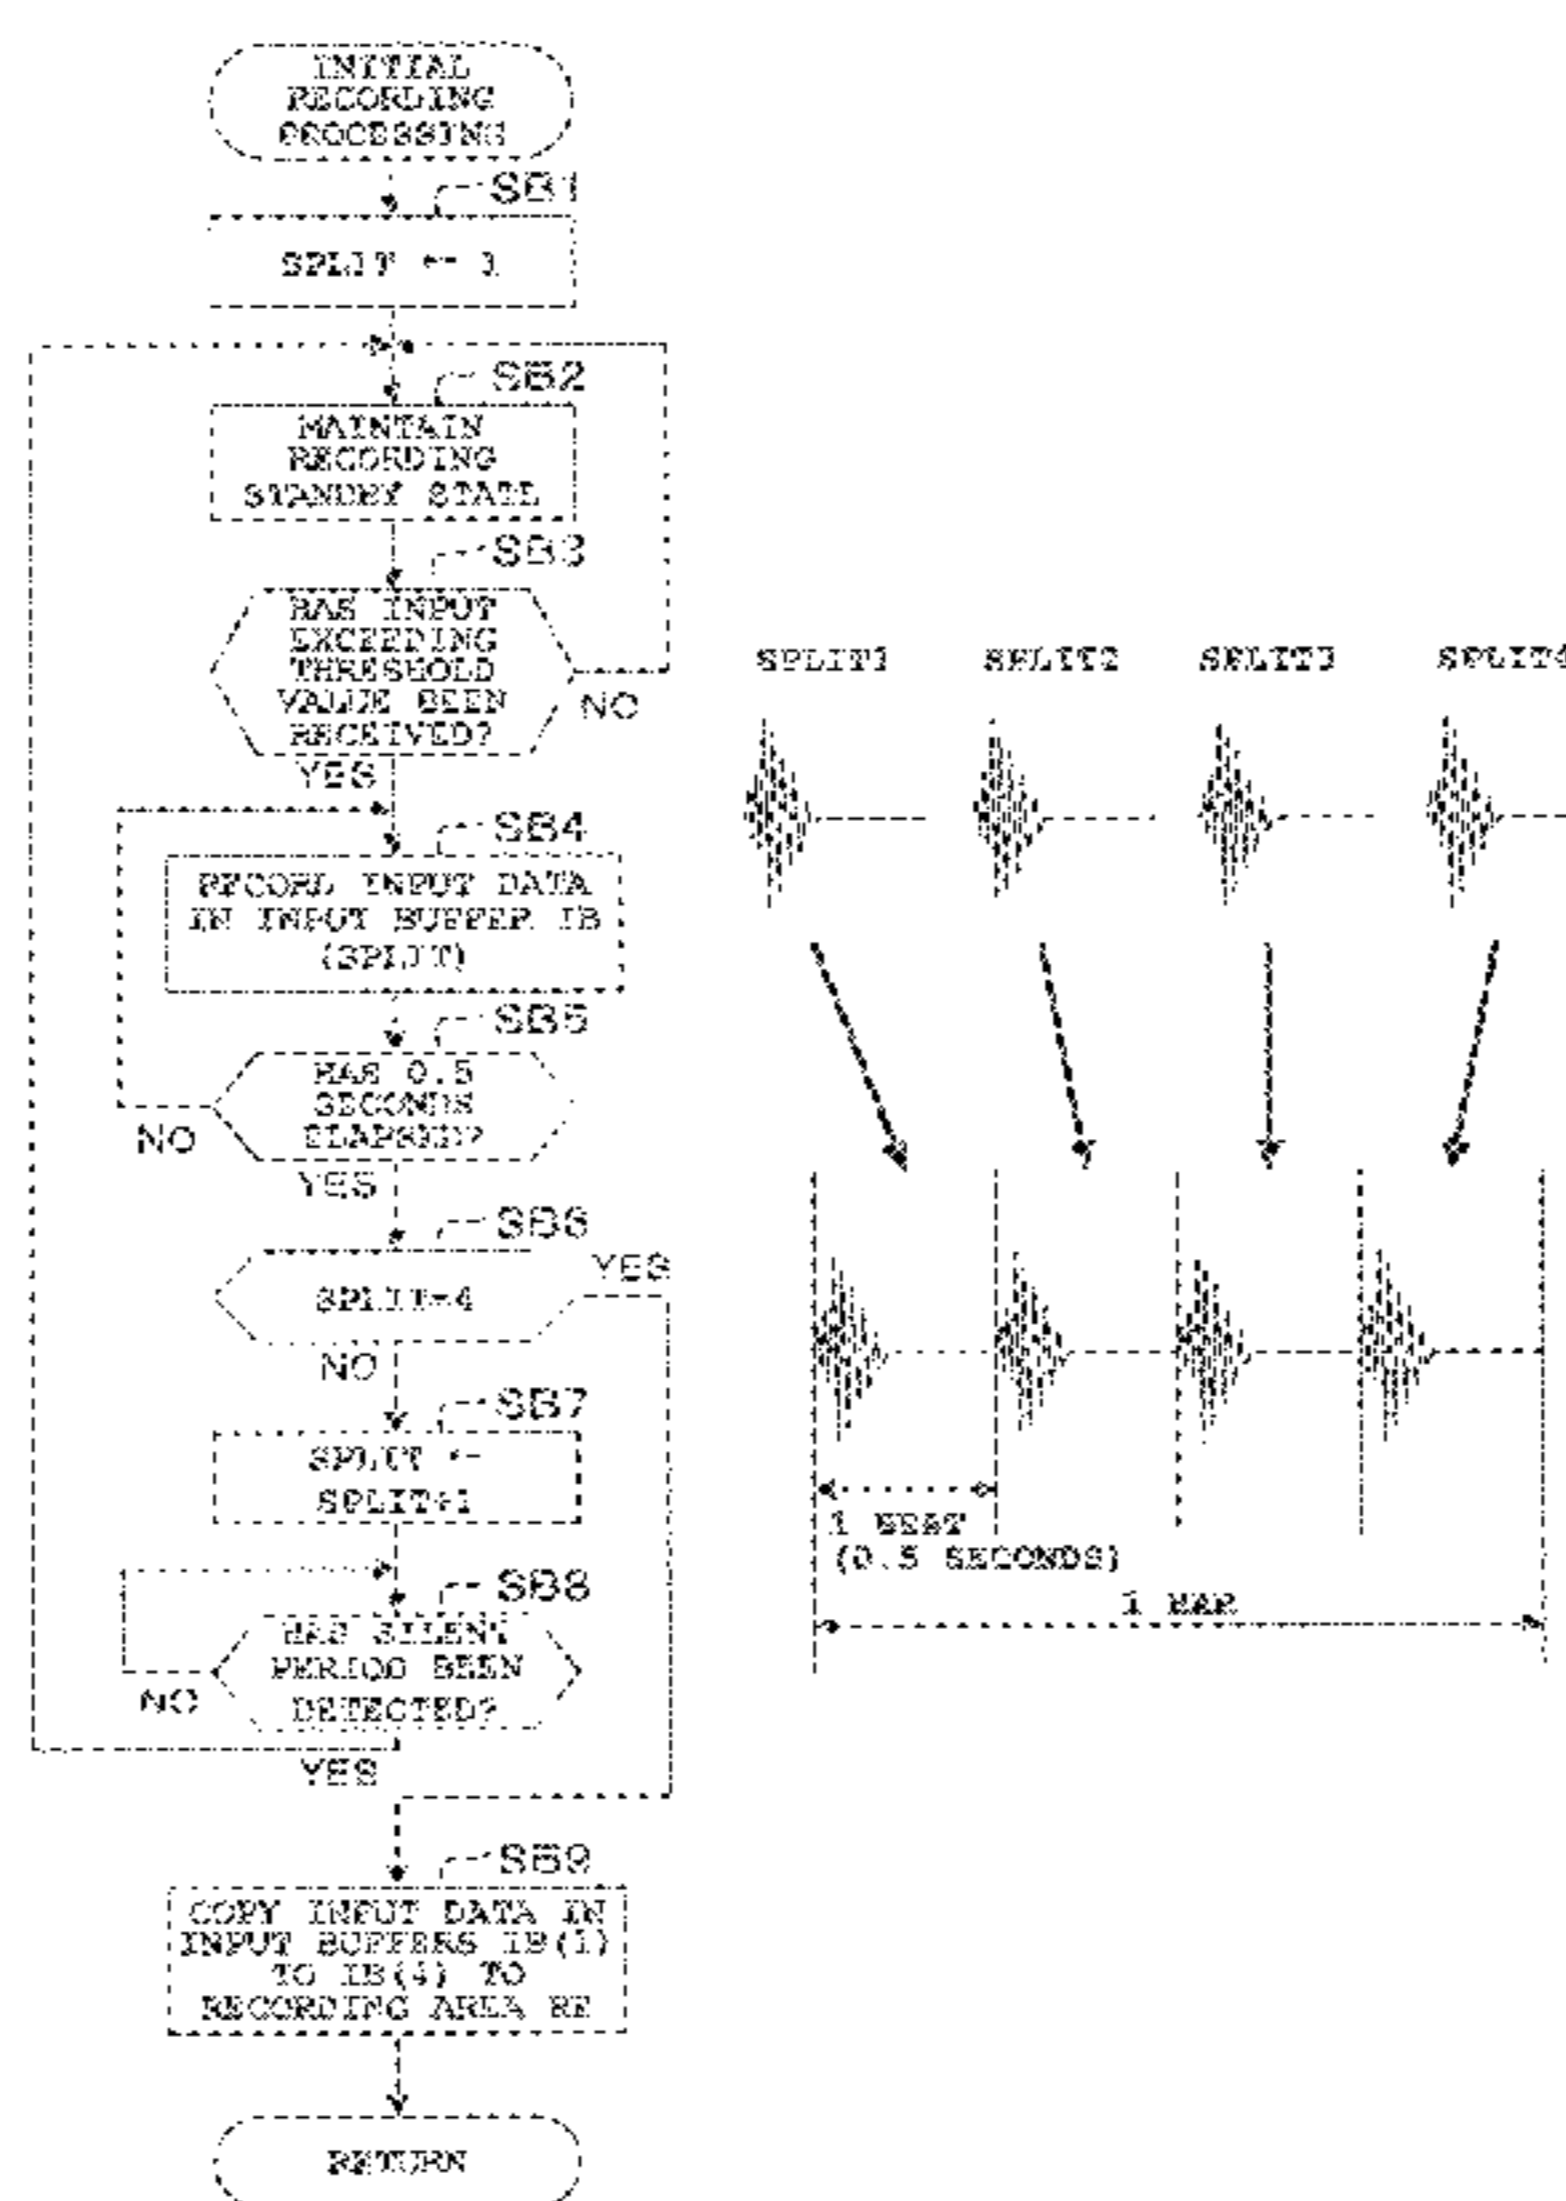 INITIAL
RECORDING
PROCESSING
SB1
SPLIT ← 1
SB2
MAINTAIN
RECORDING
STANDBY STATE
SB3
HAS INPUT
EXCEEDING
THRESHOLD
VALUE BEEN
RECEIVED?
NO
YES
SB4
RECORD INPUT DATA
IN INPUT BUFFER IB
(SPLIT)
SB5
HAS 0.5
SECONDS
ELAPSED?
NO
YES
SB6
SPLIT=4
YES
NO
SB7
SPLIT ←
SPLIT+1
SB8
HAS SILENT
PERIOD BEEN
DETECTED?
NO
YES
SB9
COPY INPUT DATA IN
INPUT BUFFERS IB(1)
TO IB(4) TO
RECORDING AREA RE
RETURN
SPLIT1 SPLIT2 SPLIT3 SPLIT4
1 BEAT
(0.5 SECONDS)
1 BAR